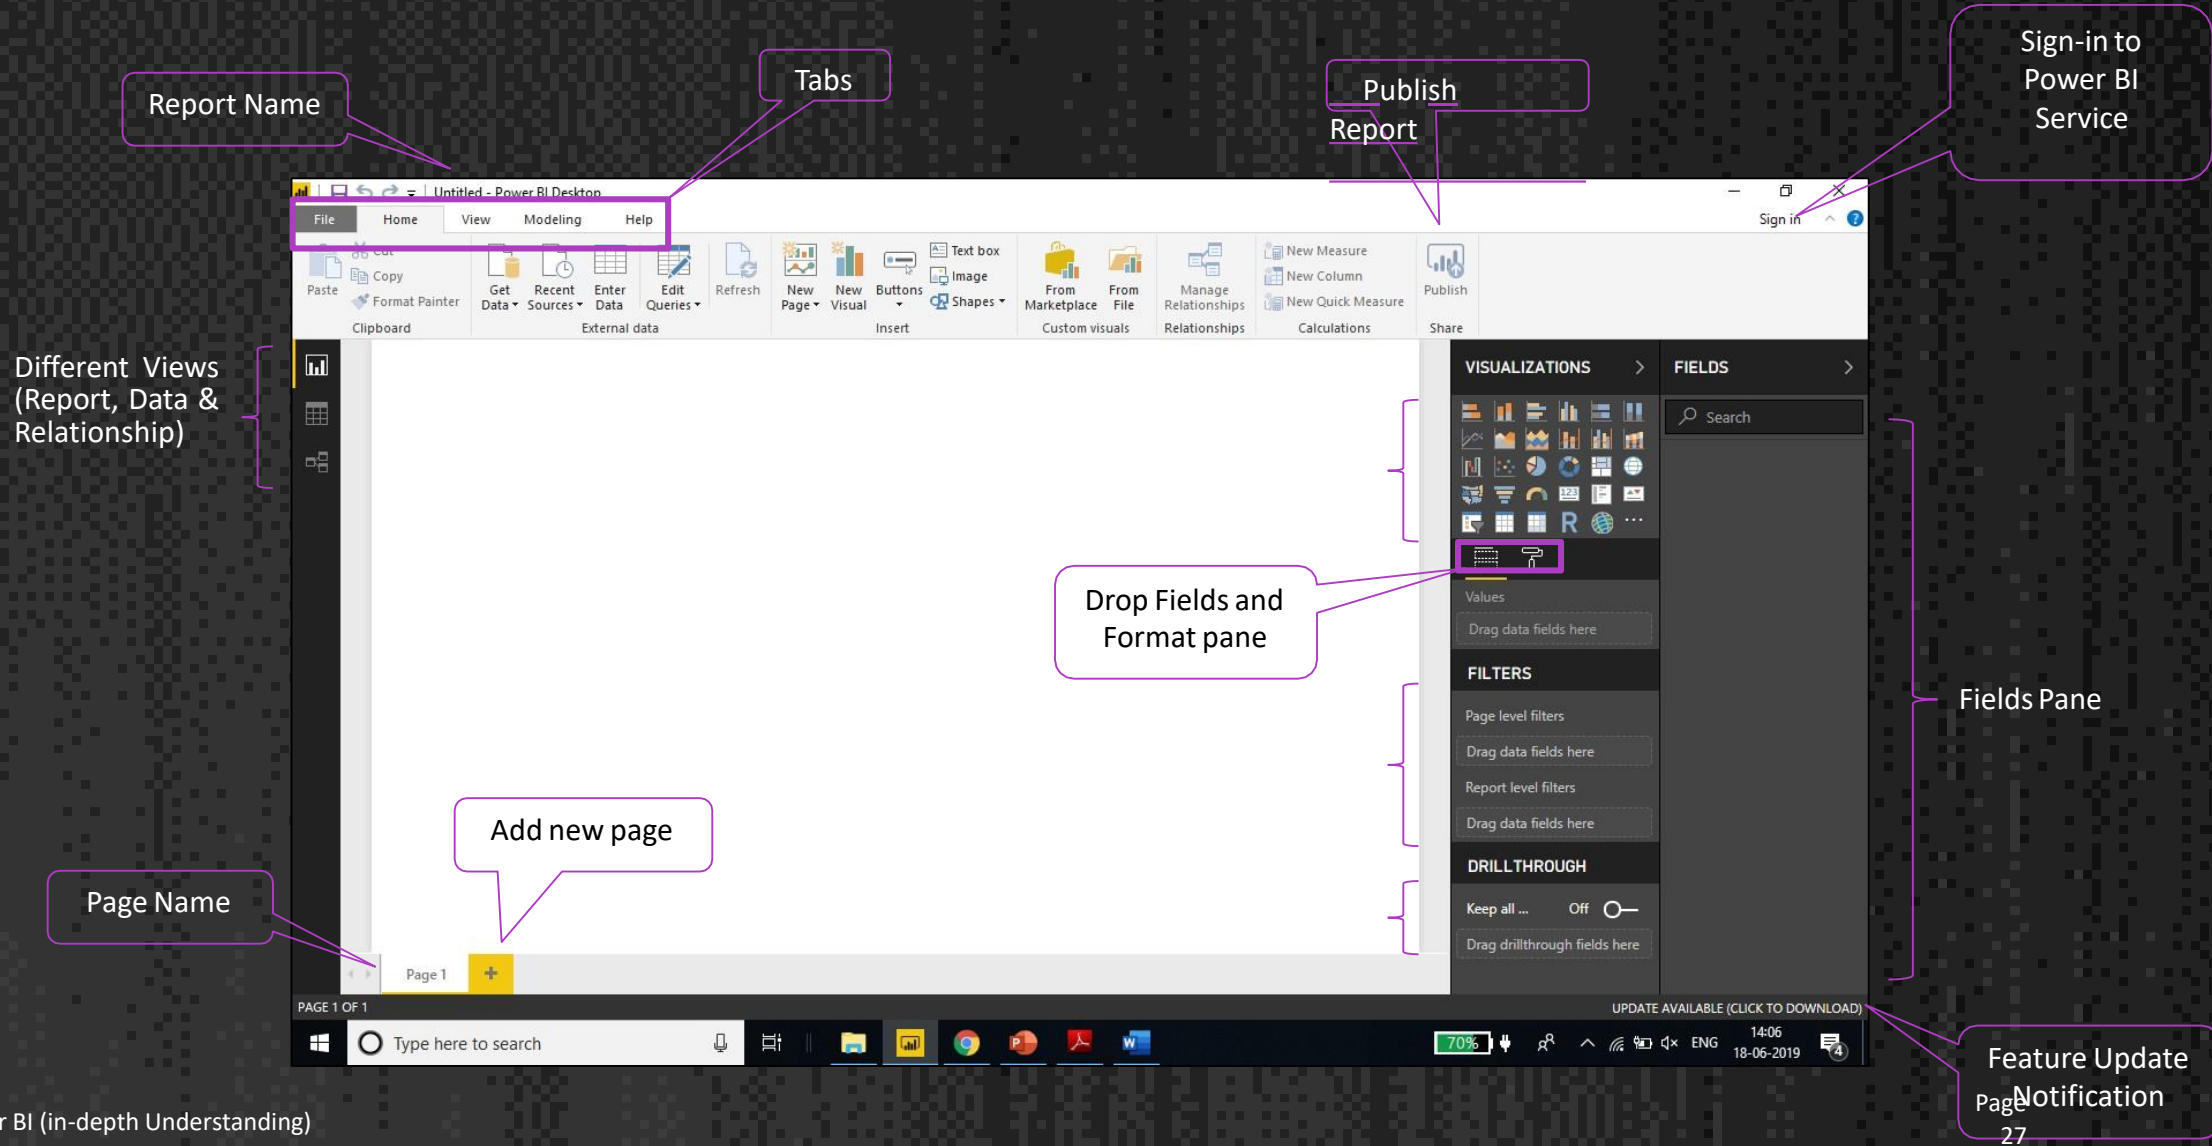 Sign-in to
Power BI
Service
Tabs
Publish
Report
Report Name
Untitled - Power BI Desktop
File Home View Modeling Help
Sign in
Paste
Cut
Copy
Format Painter
Clipboard
Get Data
Recent Sources
Enter Data
Edit Queries
Refresh
External data
New Page
New Visual
Buttons
Text box
Image
Shapes
Insert
From Marketplace
From File
Custom visuals
Manage Relationships
Relationships
New Measure
New Column
New Quick Measure
Calculations
Publish
Share
Different Views
(Report, Data &
Relationship)
VISUALIZATIONS
FIELDS
Search
123
R
Drop Fields and
Format pane
Values
Drag data fields here
FILTERS
Page level filters
Drag data fields here
Report level filters
Drag data fields here
DRILLTHROUGH
Keep all ... Off
Drag drillthrough fields here
Fields Pane
Add new page
Page Name
Page 1
+
PAGE 1 OF 1
UPDATE AVAILABLE (CLICK TO DOWNLOAD)
Type here to search
70%
ENG
14:06
18-06-2019
4
Feature Update
Notification
r BI (in-depth Understanding)
Page
27